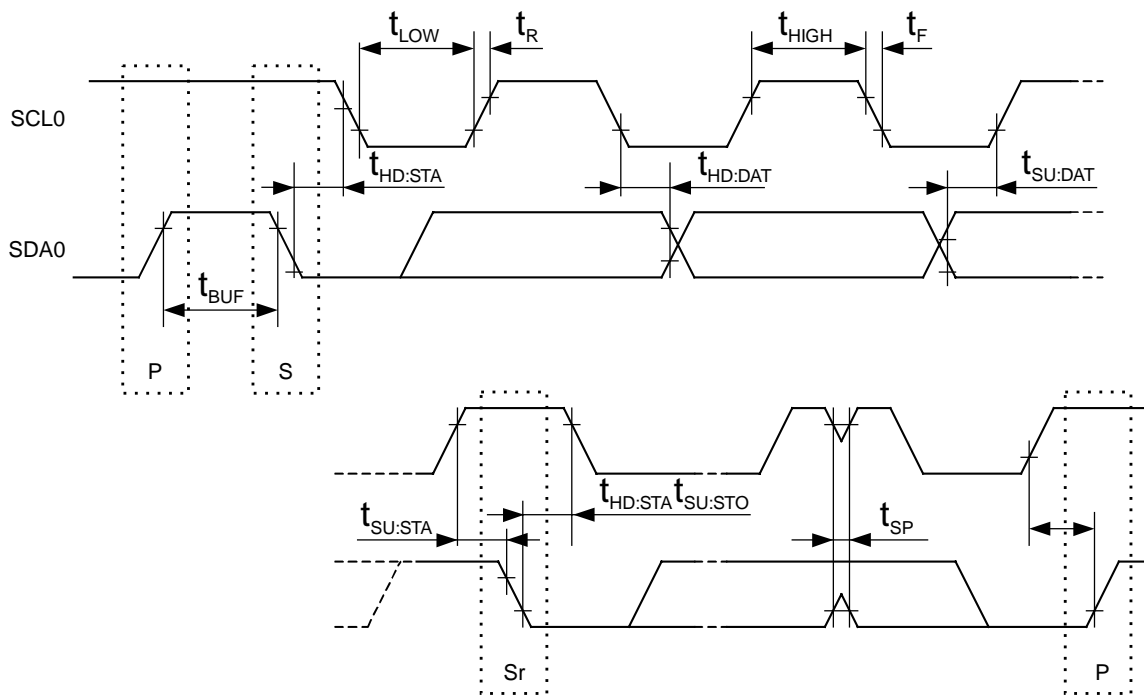 tLOW tR tHIGH tF
SCL0
tHD:STA tHD:DAT tSU:DAT
SDA0
tBUF
P S
tSU:STA tHD:STA tSU:STO tSP
Sr P